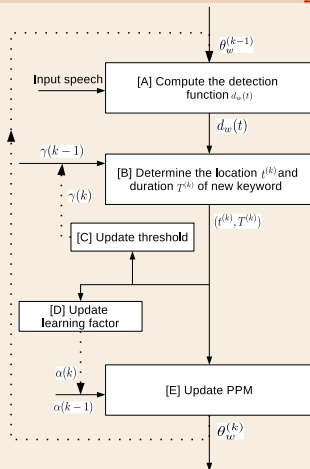 θ_w^{(k-1)}
Input speech
[A] Compute the detection
function d_w(t)
d_w(t)
γ(k−1)
[B] Determine the location t^{(k)} and
duration T^{(k)} of new keyword
γ(k)
(t^{(k)}, T^{(k)})
[C] Update threshold
[D] Update
learning factor
α(k)
[E] Update PPM
α(k−1)
θ_w^{(k)}